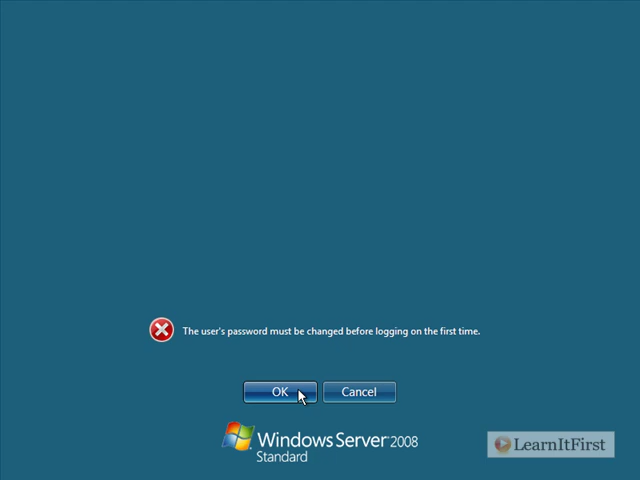 The user's password must be changed before logging on the first time.
OK
Cancel
Windows Server 2008
Standard
LearnItFirst